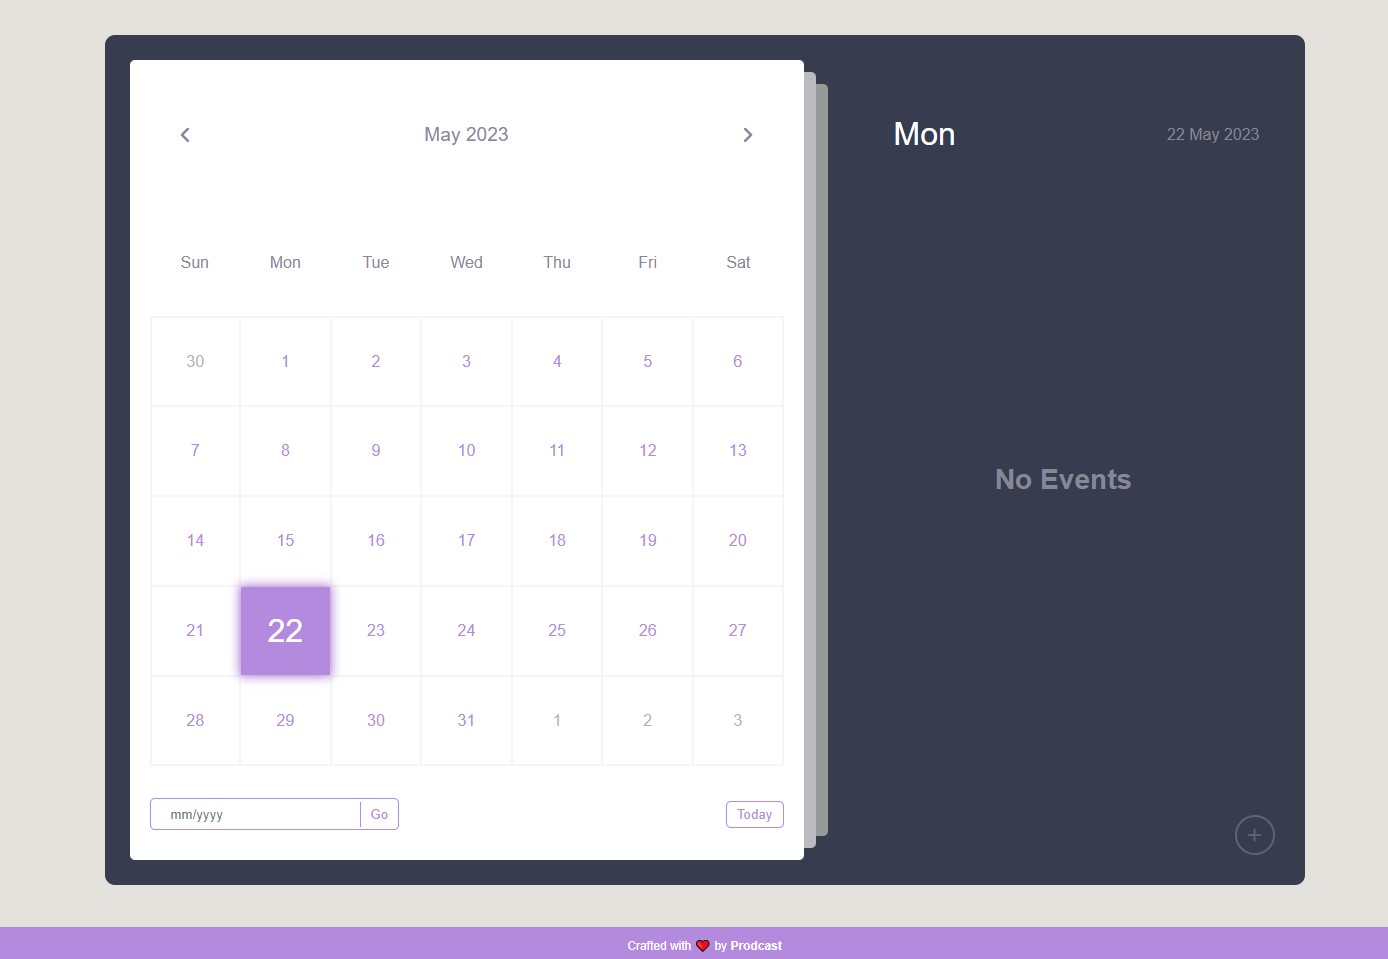 May 2023
Sun Mon Tue Wed Thu Fri Sat
30 1 2 3 4 5 6
7 8 9 10 11 12 13
14 15 16 17 18 19 20
21 22 23 24 25 26 27
28 29 30 31 1 2 3
mm/yyyy Go Today
Mon 22 May 2023
No Events
+
Crafted with ❤️ by Prodcast